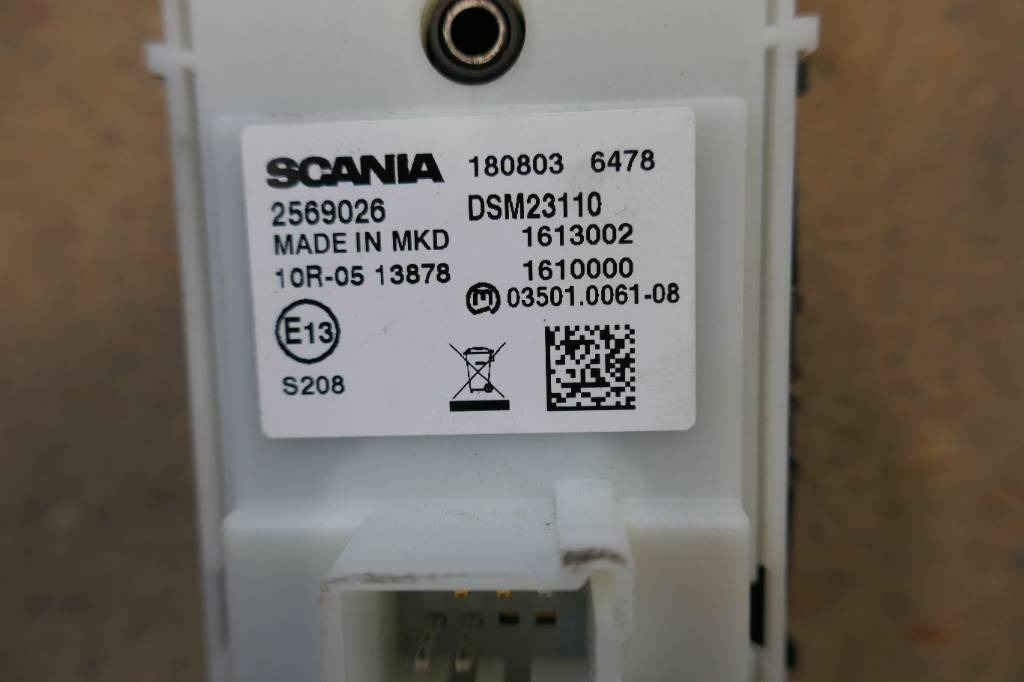 SCANIA 180803 6478
2569026 DSM23110
MADE IN MKD 1613002
10R-05 13878 1610000
03501.0061-08
E13
S208